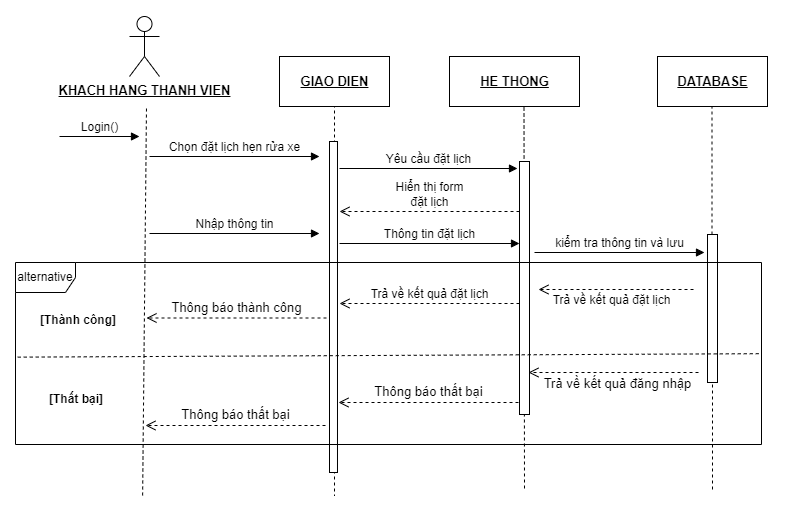 KHACH HANG THANH VIEN
GIAO DIEN
HE THONG
DATABASE
Login()
Chọn đặt lịch hẹn rửa xe
Yêu cầu đặt lịch
Hiển thị form
đặt lịch
Nhập thông tin
Thông tin đặt lịch
kiểm tra thông tin và lưu
alternative
Trả về kết quả đặt lịch
Trả về kết quả đặt lịch
Thông báo thành công
[Thành công]
Trả về kết quả đăng nhập
Thông báo thất bại
[Thất bại]
Thông báo thất bại